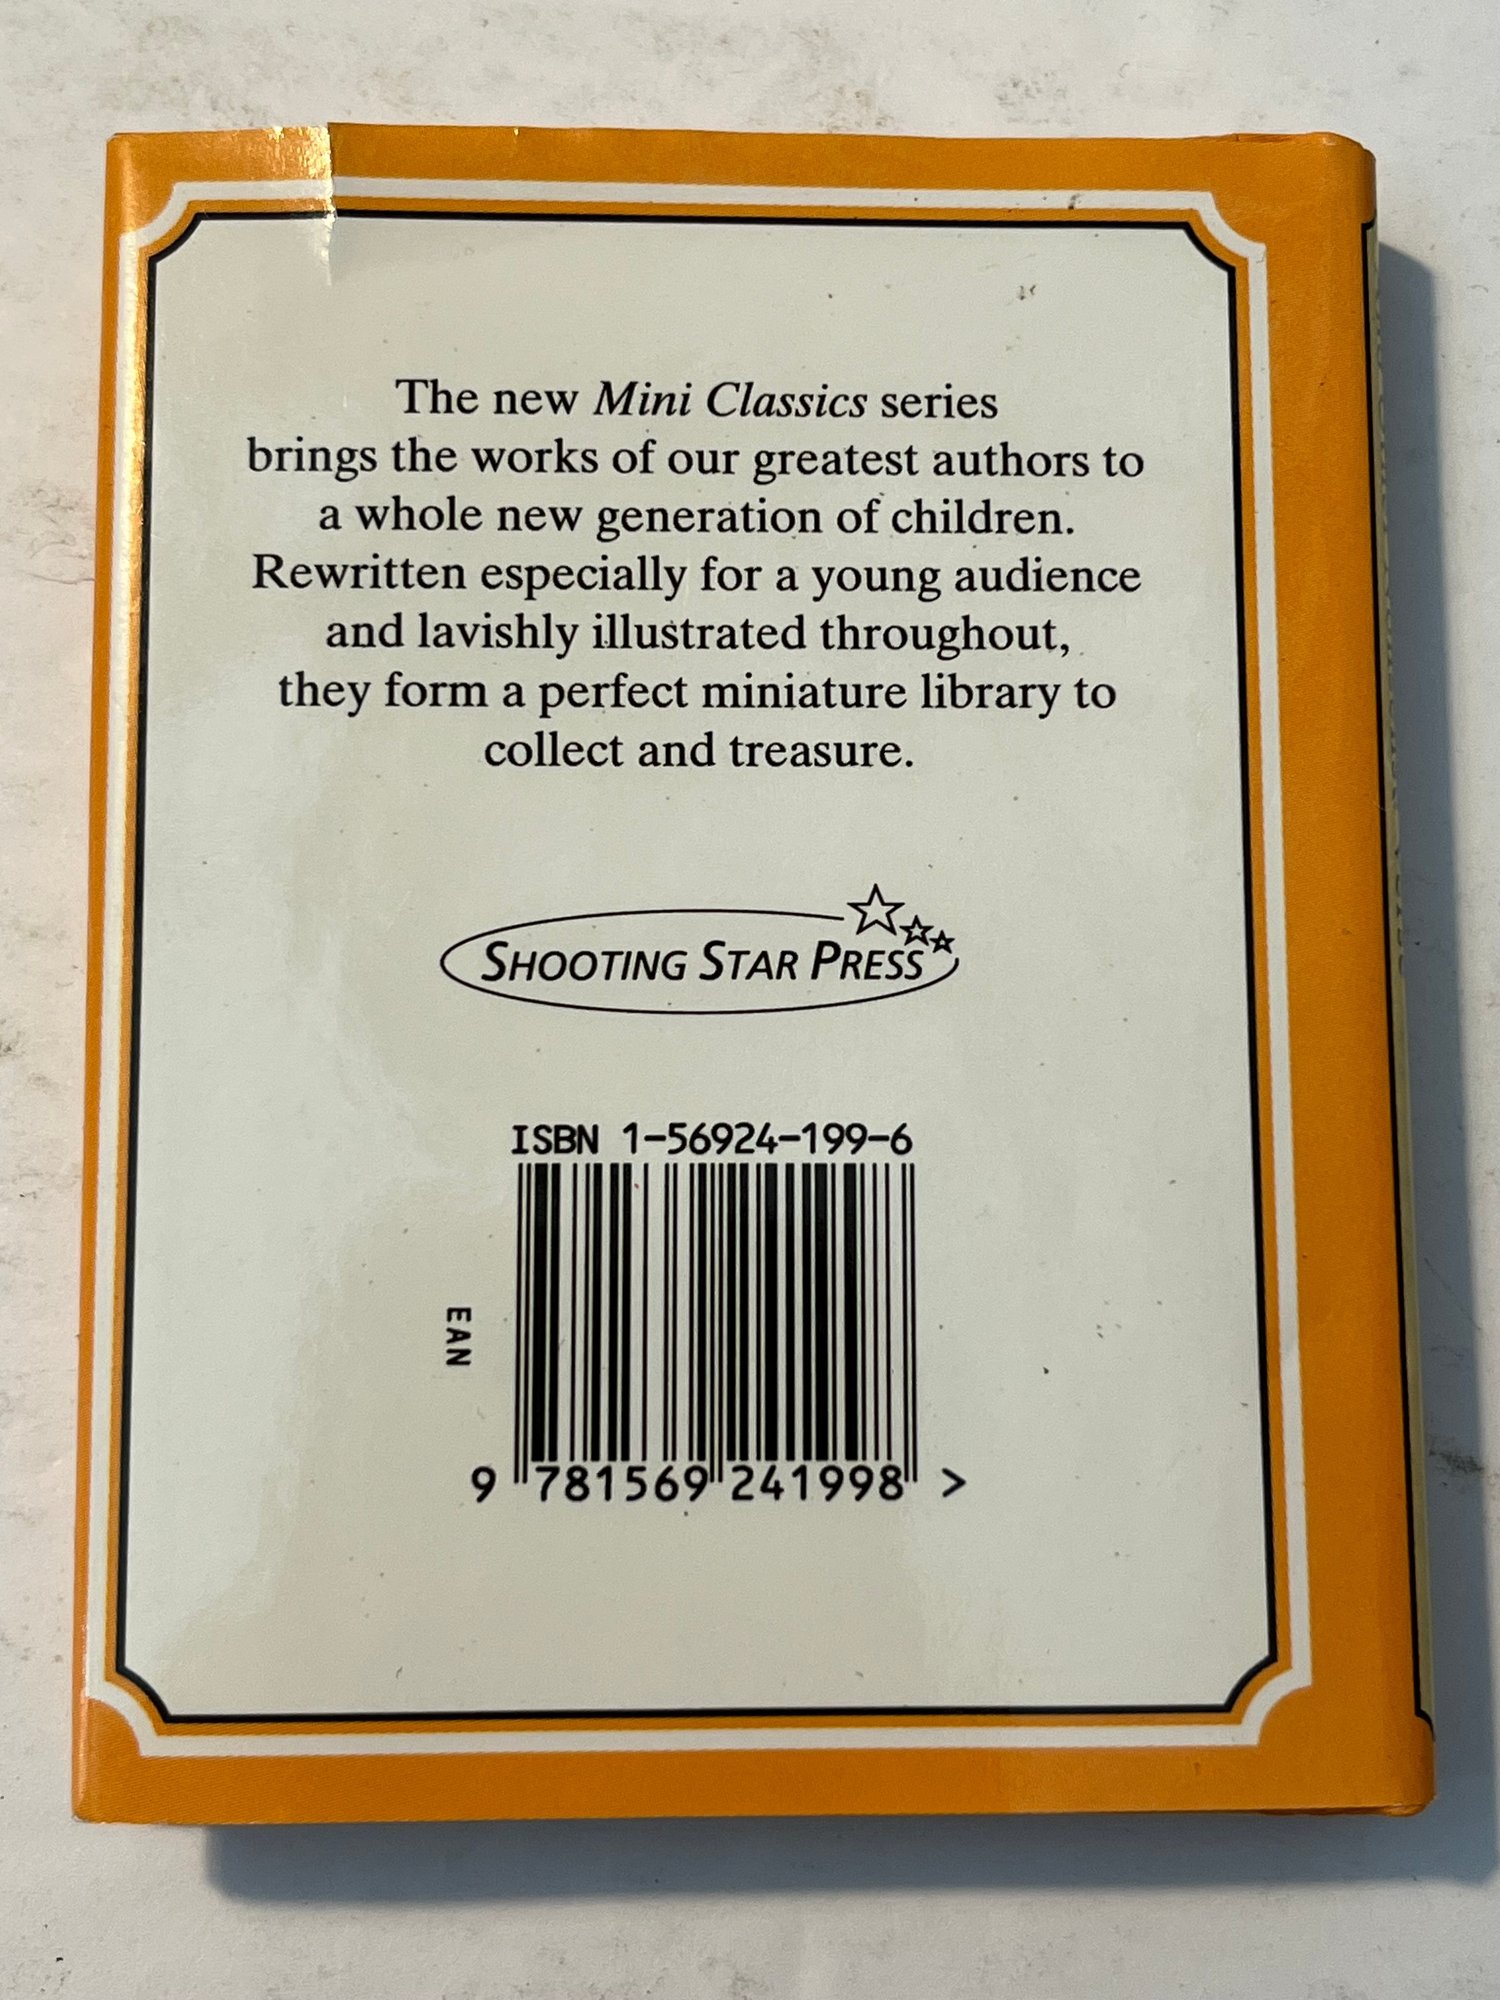 The new Mini Classics series
brings the works of our greatest authors to
a whole new generation of children.
Rewritten especially for a young audience
and lavishly illustrated throughout,
they form a perfect miniature library to
collect and treasure.
SHOOTING STAR PRESS
ISBN 1-56924-199-6
EAN
9 781569 241998 >